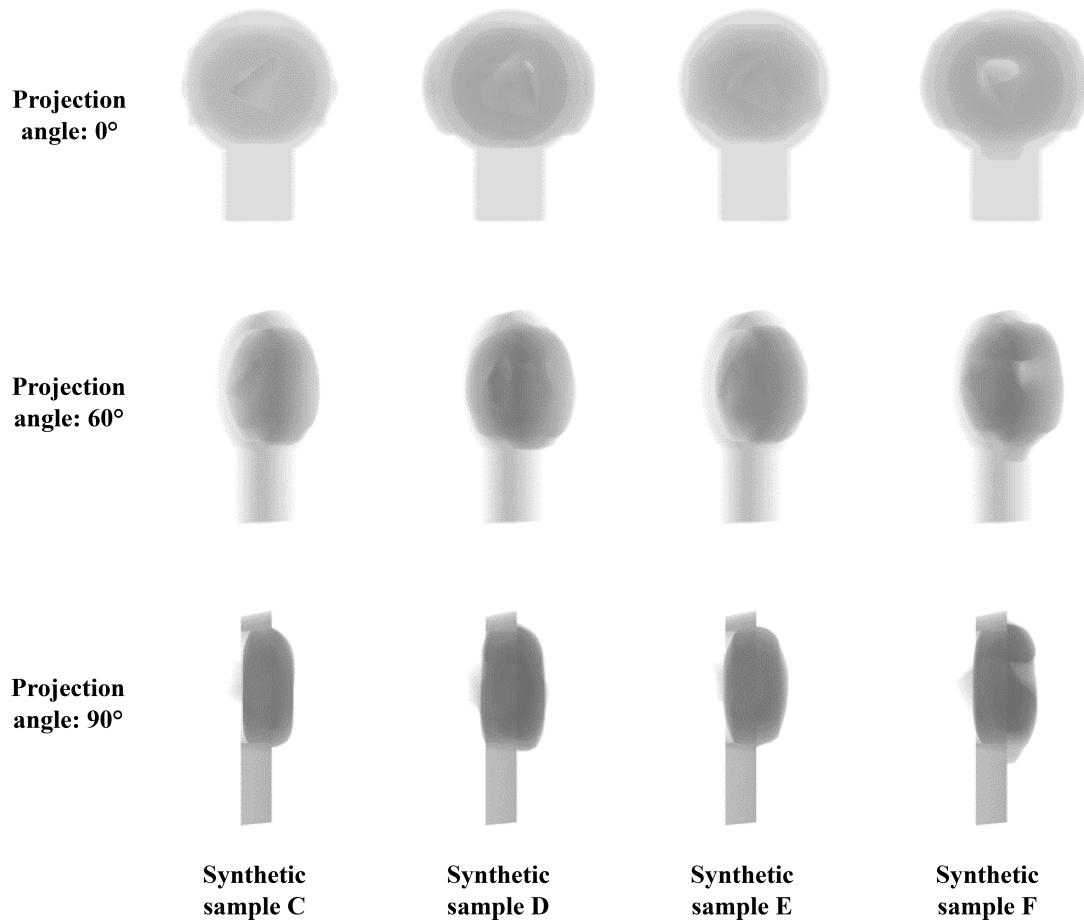 Projection
angle: 0°
Projection
angle: 60°
Projection
angle: 90°
Synthetic
sample C
Synthetic
sample D
Synthetic
sample E
Synthetic
sample F